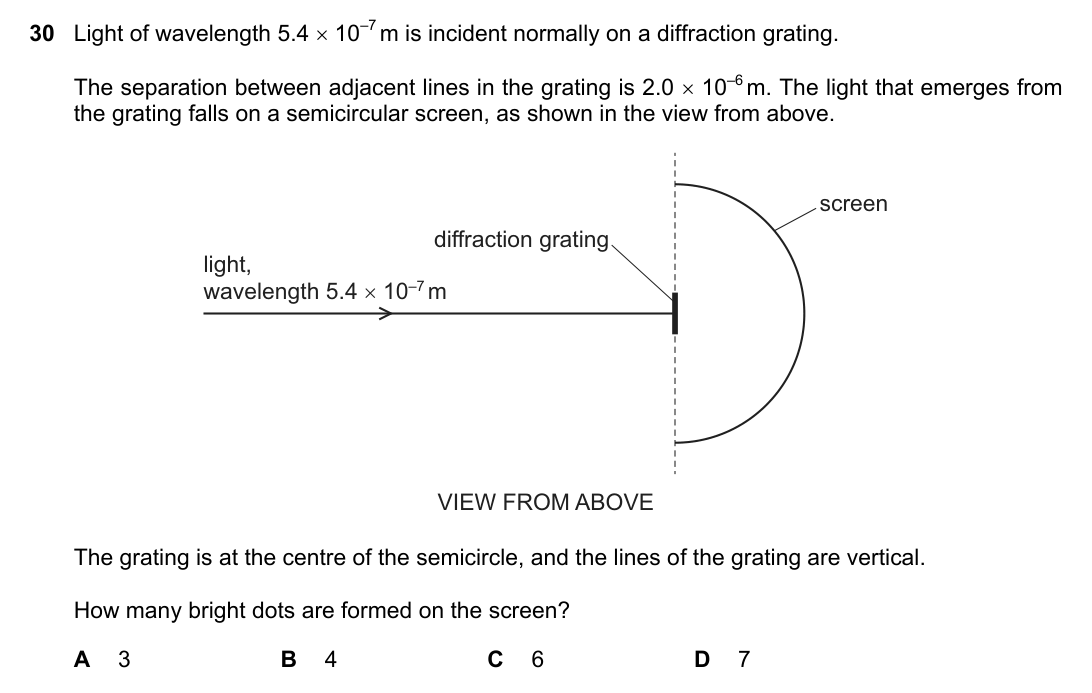 30 Light of wavelength 5.4 × 10⁻⁷ m is incident normally on a diffraction grating.
The separation between adjacent lines in the grating is 2.0 × 10⁻⁶ m. The light that emerges from
the grating falls on a semicircular screen, as shown in the view from above.
screen
diffraction grating
light,
wavelength 5.4 × 10⁻⁷ m
VIEW FROM ABOVE
The grating is at the centre of the semicircle, and the lines of the grating are vertical.
How many bright dots are formed on the screen?
A 3 B 4 C 6 D 7